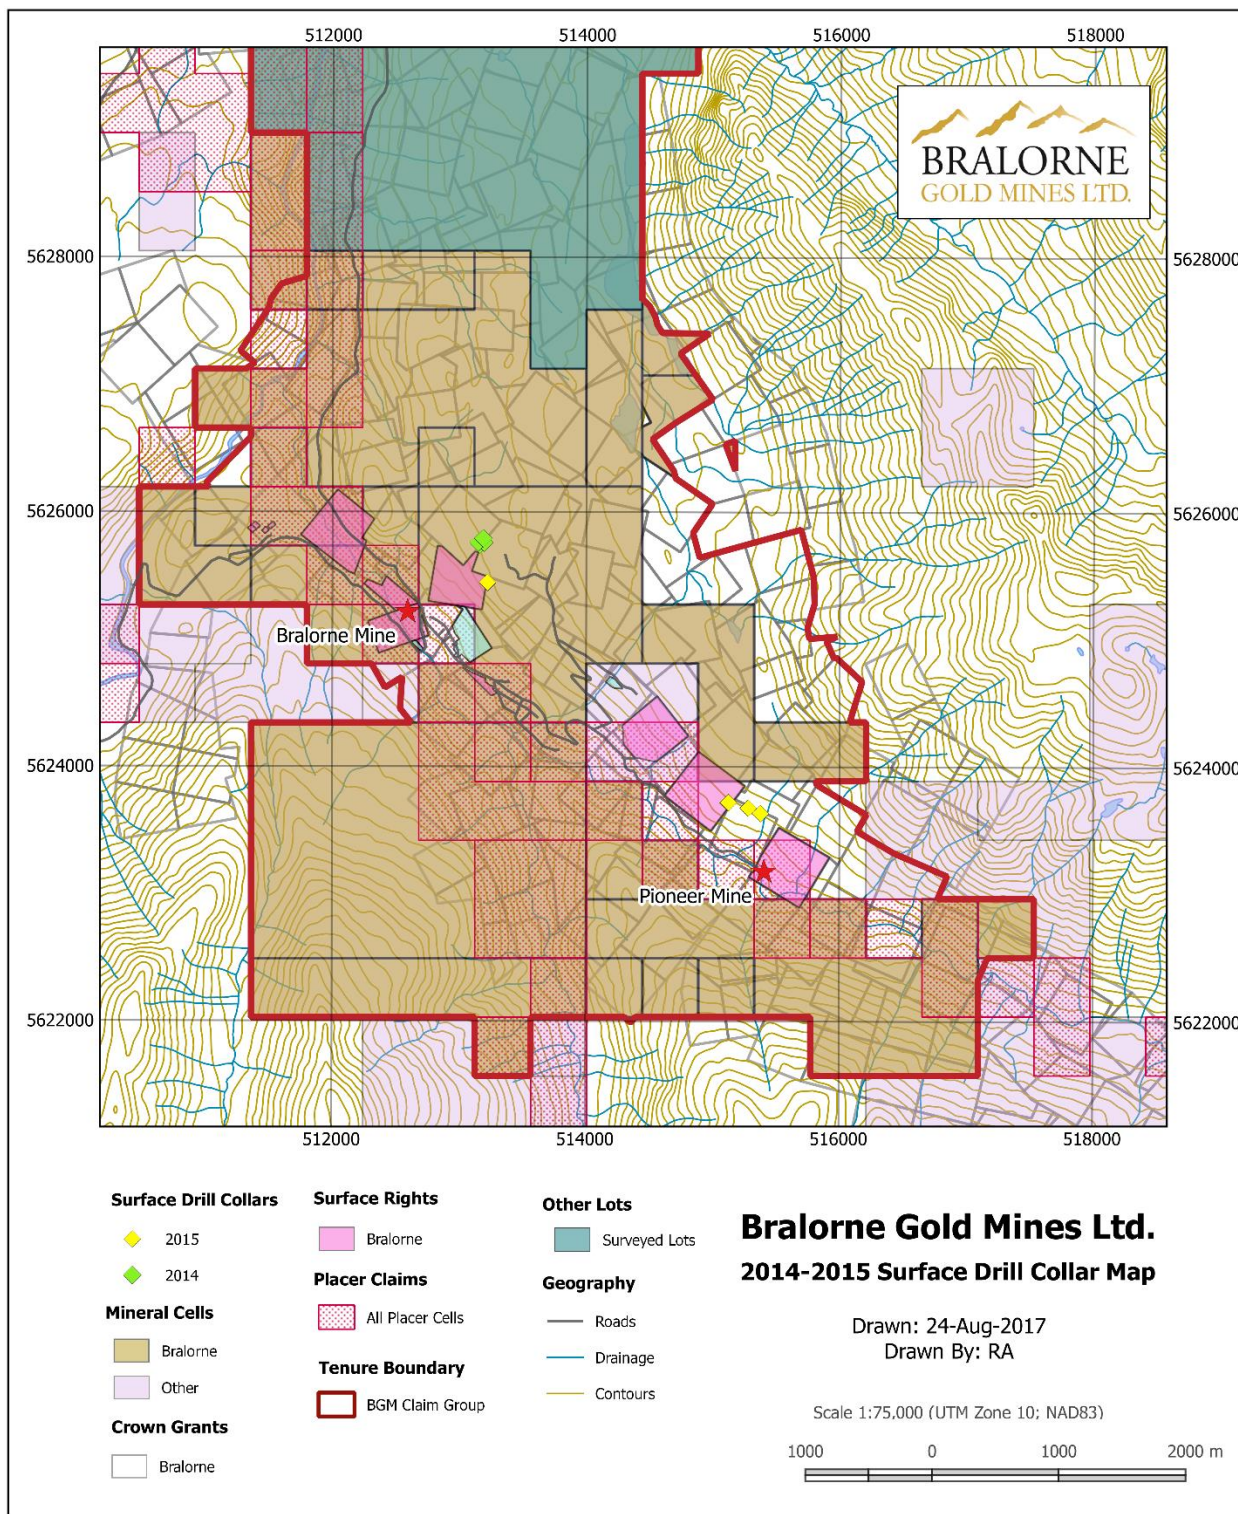 512000 514000 516000 518000
BRALORNE
GOLD MINES LTD.
5628000 5628000
5626000 5626000
Bralorne Mine
5624000 5624000
Pioneer Mine
5622000 5622000
512000 514000 516000 518000
Surface Drill Collars
2015
2014
Mineral Cells
Bralorne
Other
Crown Grants
Bralorne
Surface Rights
Bralorne
Placer Claims
All Placer Cells
Tenure Boundary
BGM Claim Group
Other Lots
Surveyed Lots
Geography
Roads
Drainage
Contours
Bralorne Gold Mines Ltd.
2014-2015 Surface Drill Collar Map
Drawn: 24-Aug-2017
Drawn By: RA
Scale 1:75,000 (UTM Zone 10; NAD83)
1000 0 1000 2000 m